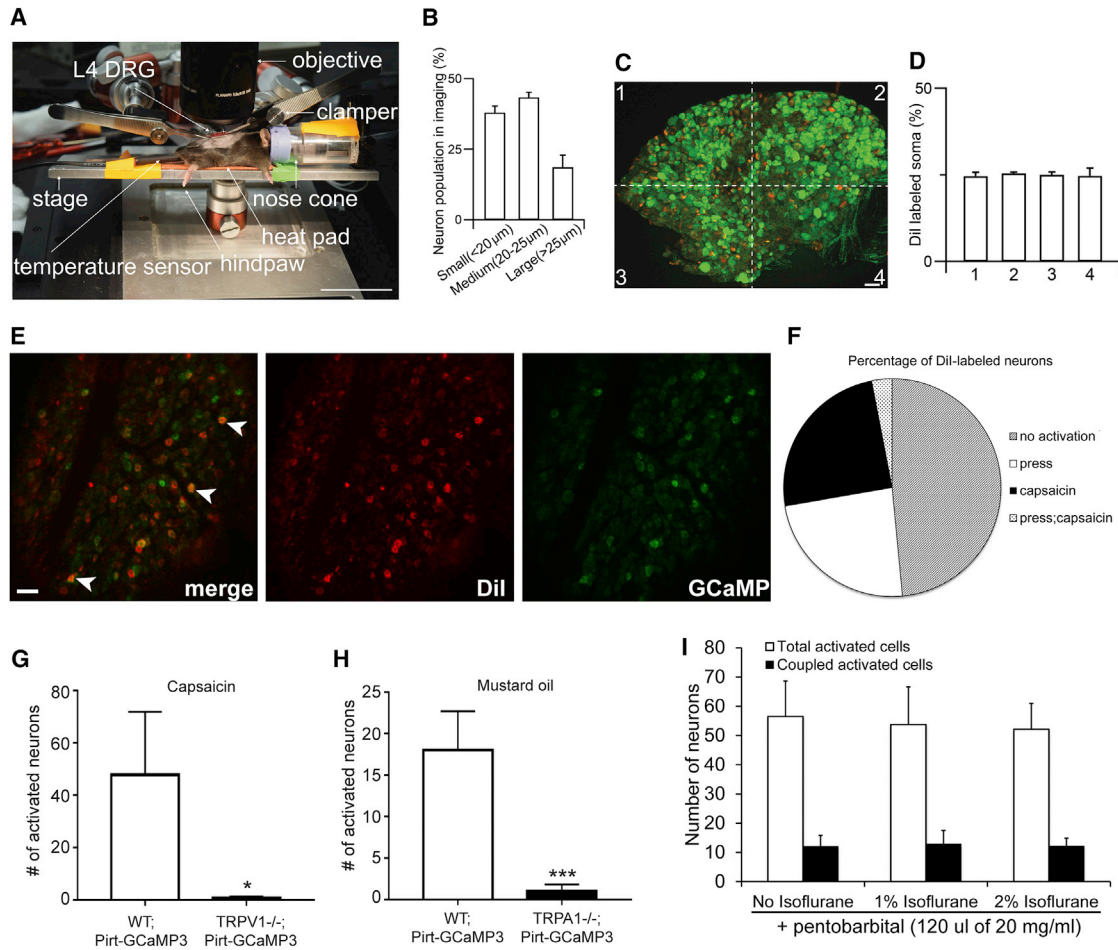 A
L4 DRG
objective
clamper
stage
nose cone
heat pad
temperature sensor
hindpaw
B
Neuron population in imaging (%)
50
25
0
Small(<20μm)
Medium(20-25μm)
Large(>25μm)
C
1
2
3
4
D
DiI labeled soma (%)
50
0
1 2 3 4
E
merge
DiI
GCaMP
F
Percentage of DiI-labeled neurons
no activation
press
capsaicin
press;capsaicin
G
Capsaicin
# of activated neurons
80
60
40
20
0
*
WT;
Pirt-GCaMP3
TRPV1-/-;
Pirt-GCaMP3
H
Mustard oil
# of activated neurons
25
20
15
10
5
0
***
WT;
Pirt-GCaMP3
TRPA1-/-;
Pirt-GCaMP3
I
Total activated cells
Coupled activated cells
Number of neurons
80
70
60
50
40
30
20
10
0
No Isoflurane 1% Isoflurane 2% Isoflurane
+ pentobarbital (120 ul of 20 mg/ml)